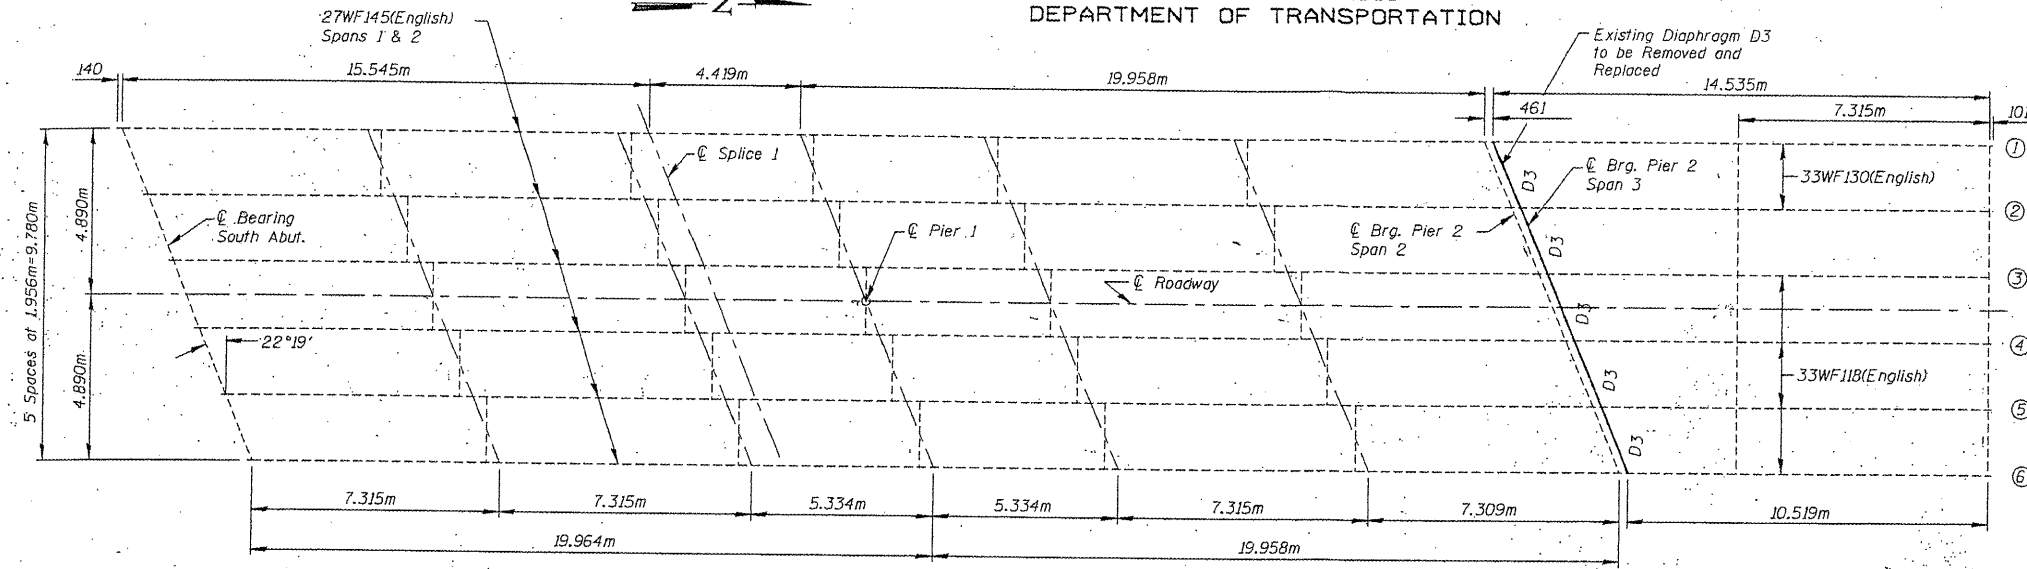 Z
DEPARTMENT OF TRANSPORTATION
27WF145(English)
Spans 1 & 2
Existing Diaphragm D3
to be Removed and
Replaced
140
15.545m
4.419m
19.958m
14.535m
461
7.315m
101
5 Spaces at 1.956m=9.780m
4.890m
4.890m
℄ Bearing
South Abut.
22°19'
℄ Splice 1
℄ Pier 1
℄ Roadway
℄ Brg. Pier 2
Span 2
℄ Brg. Pier 2
Span 3
D3
D3
D3
D3
D3
33WF130(English)
33WF118(English)
1
2
3
4
5
6
7.315m
7.315m
5.334m
5.334m
7.315m
7.309m
10.519m
19.964m
19.958m